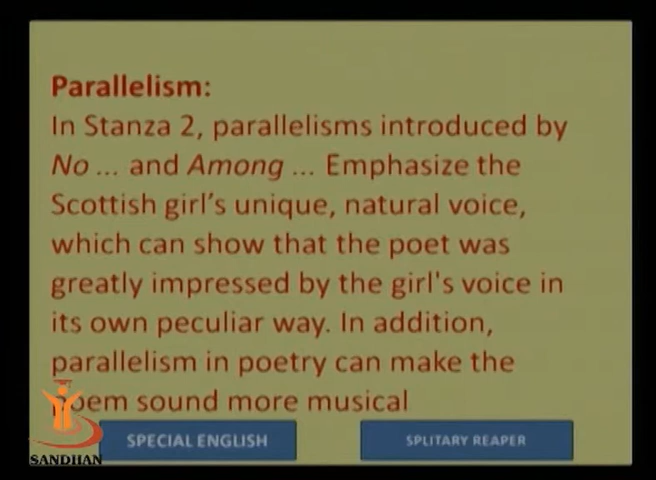 Parallelism:
In Stanza 2, parallelisms introduced by
No ... and Among ... Emphasize the
Scottish girl's unique, natural voice,
which can show that the poet was
greatly impressed by the girl's voice in
its own peculiar way. In addition,
parallelism in poetry can make the
poem sound more musical
SPECIAL ENGLISH
SPLITARY REAPER
SANDHAN